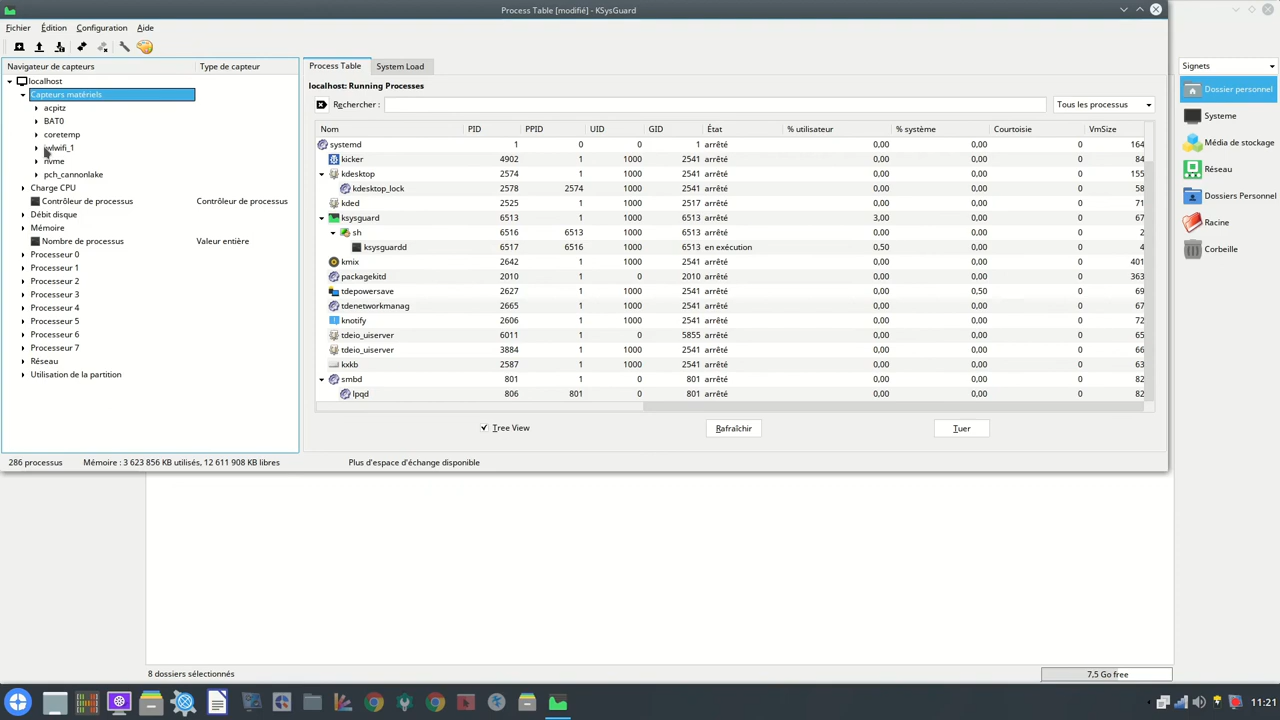 Process Table [modifié] - KSysGuard
Fichier Édition Configuration Aide
Navigateur de capteurs Type de capteur
localhost
Capteurs matériels
acpitz
BAT0
coretemp
iwlwifi_1
nvme
pch_cannonlake
Charge CPU
Contrôleur de processus Contrôleur de processus
Débit disque
Mémoire
Nombre de processus Valeur entière
Processeur 0
Processeur 1
Processeur 2
Processeur 3
Processeur 4
Processeur 5
Processeur 6
Processeur 7
Réseau
Utilisation de la partition
Process Table System Load
localhost: Running Processes
Rechercher : Tous les processus
Nom PID PPID UID GID État % utilisateur % système Courtoisie VmSize
systemd 1 0 0 1 arrêté 0,00 0,00 0 164
kicker 4902 1 1000 2541 arrêté 0,00 0,00 0 84
kdesktop 2574 1 1000 2541 arrêté 0,00 0,00 0 155
kdesktop_lock 2578 2574 1000 2541 arrêté 0,00 0,00 0 58
kded 2525 1 1000 2517 arrêté 0,00 0,00 0 71
ksysguard 6513 1 1000 6513 arrêté 3,00 0,00 0 67
sh 6516 6513 1000 6513 arrêté 0,00 0,00 0 2
ksysguardd 6517 6516 1000 6513 en exécution 0,50 0,00 0 4
kmix 2642 1 1000 2541 arrêté 0,00 0,00 0 401
packagekitd 2010 1 0 2010 arrêté 0,00 0,00 0 363
tdepowersave 2627 1 1000 2541 arrêté 0,00 0,50 0 69
tdenetworkmanag 2665 1 1000 2541 arrêté 0,00 0,00 0 67
knotify 2606 1 1000 2541 arrêté 0,00 0,00 0 72
tdeio_uiserver 6011 1 0 5855 arrêté 0,00 0,00 0 65
tdeio_uiserver 3884 1 1000 2541 arrêté 0,00 0,00 0 66
kxkb 2587 1 1000 2541 arrêté 0,00 0,00 0 63
smbd 801 1 0 801 arrêté 0,00 0,00 0 82
lpqd 806 801 0 801 arrêté 0,00 0,00 0 82
Tree View Rafraîchir Tuer
286 processus Mémoire : 3 623 856 KB utilisés, 12 611 908 KB libres Plus d'espace d'échange disponible
Signets
Dossier personnel
Systeme
Média de stockage
Réseau
Dossiers Personnel
Racine
Corbeille
8 dossiers sélectionnés 7,5 Go free
11:21